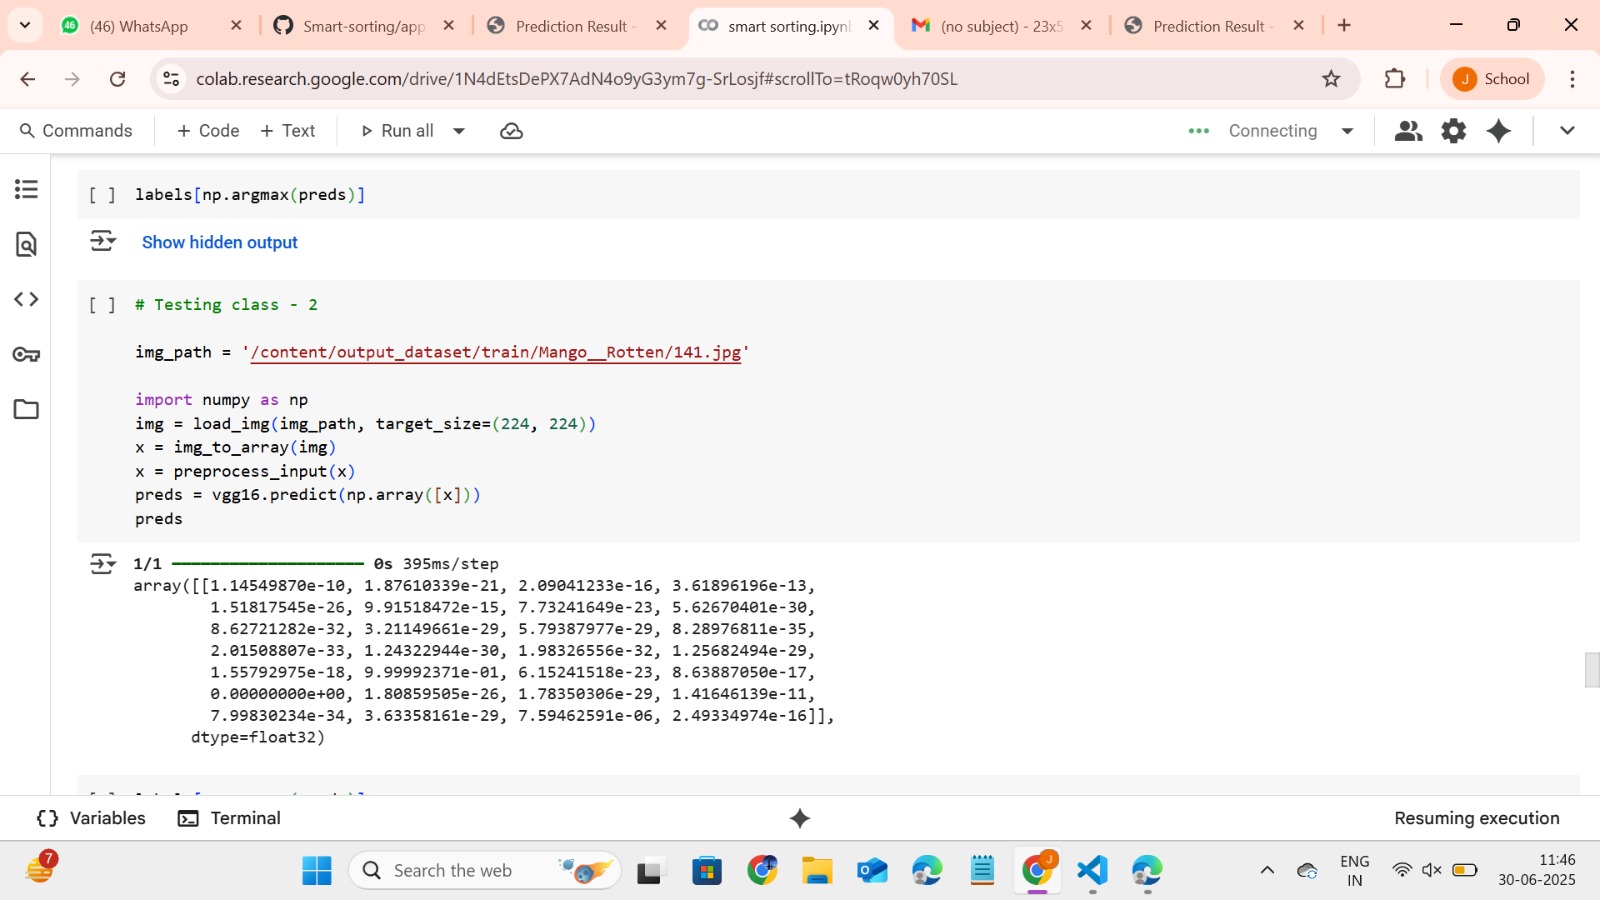 46 (46) WhatsApp
Smart-sorting/app
Prediction Result -
smart sorting.ipynb
(no subject) - 23x5
Prediction Result -
colab.research.google.com/drive/1N4dEtsDePX7AdN4o9yG3ym7g-SrLosjf#scrollTo=tRoqw0yh70SL
J School
Commands + Code + Text Run all Connecting
[ ] labels[np.argmax(preds)]
Show hidden output
[ ] # Testing class - 2
img_path = '/content/output_dataset/train/Mango__Rotten/141.jpg'
import numpy as np
img = load_img(img_path, target_size=(224, 224))
x = img_to_array(img)
x = preprocess_input(x)
preds = vgg16.predict(np.array([x]))
preds
1/1 ━━━━━━━━━━━━━━━━━━━━ 0s 395ms/step
array([[1.14549870e-10, 1.87610339e-21, 2.09041233e-16, 3.61896196e-13,
1.51817545e-26, 9.91518472e-15, 7.73241649e-23, 5.62670401e-30,
8.62721282e-32, 3.21149661e-29, 5.79387977e-29, 8.28976811e-35,
2.01508807e-33, 1.24322944e-30, 1.98326556e-32, 1.25682494e-29,
1.55792975e-18, 9.99992371e-01, 6.15241518e-23, 8.63887050e-17,
0.00000000e+00, 1.80859505e-26, 1.78350306e-29, 1.41646139e-11,
7.99830234e-34, 3.63358161e-29, 7.59462591e-06, 2.49334974e-16]],
dtype=float32)
{} Variables Terminal Resuming execution
7
Search the web
J
ENG
IN
11:46
30-06-2025